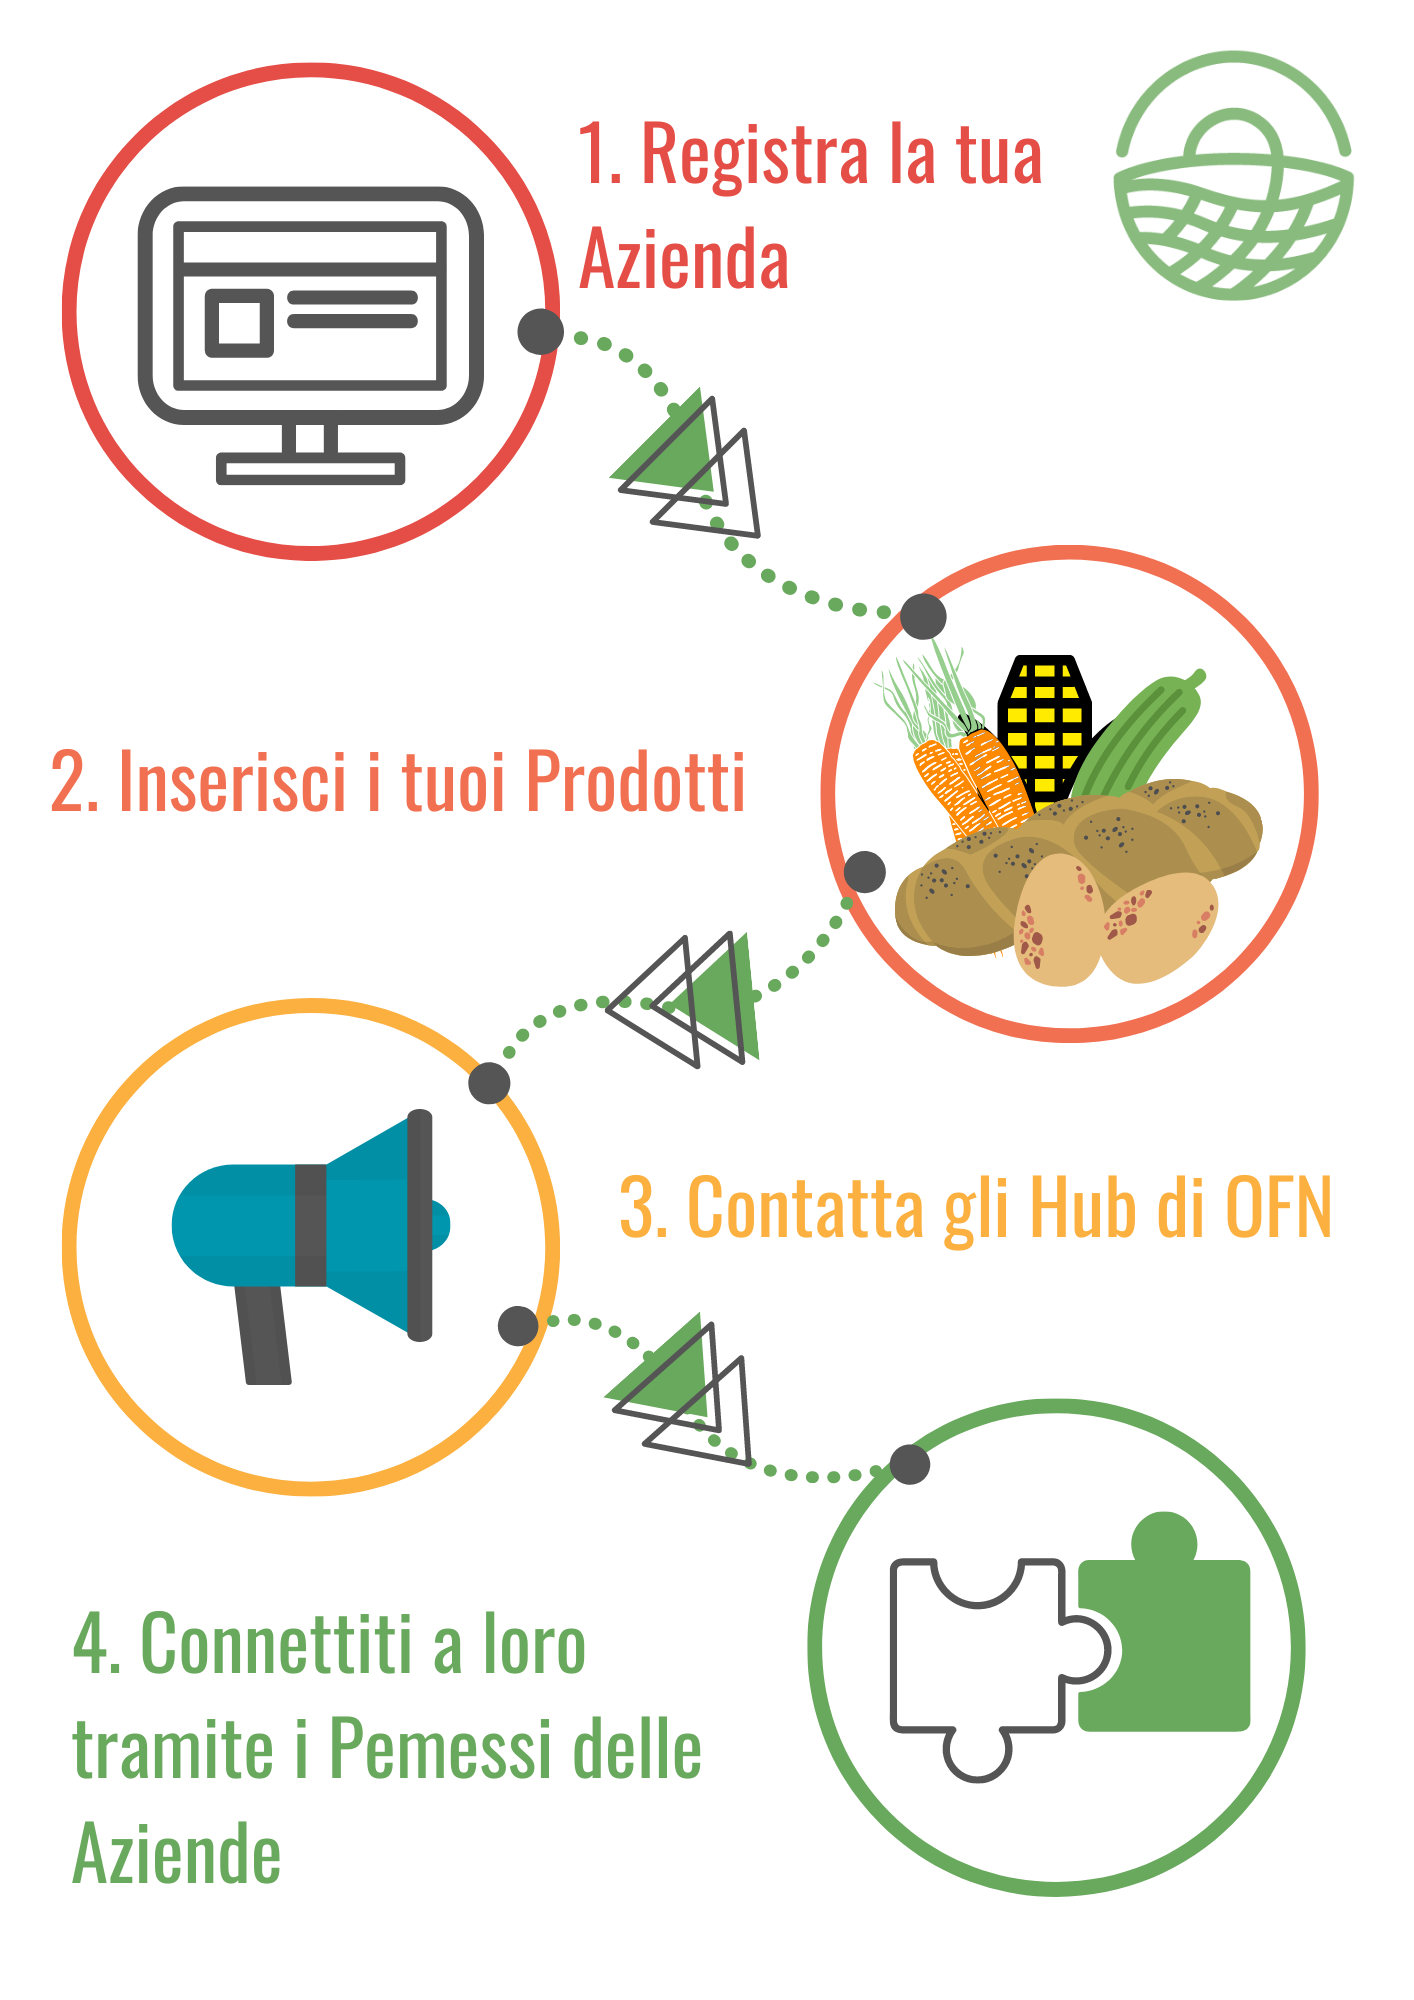 1. Registra la tua
Azienda
2. Inserisci i tuoi Prodotti
3. Contatta gli Hub di OFN
4. Connettiti a loro
tramite i Pemessi delle
Aziende